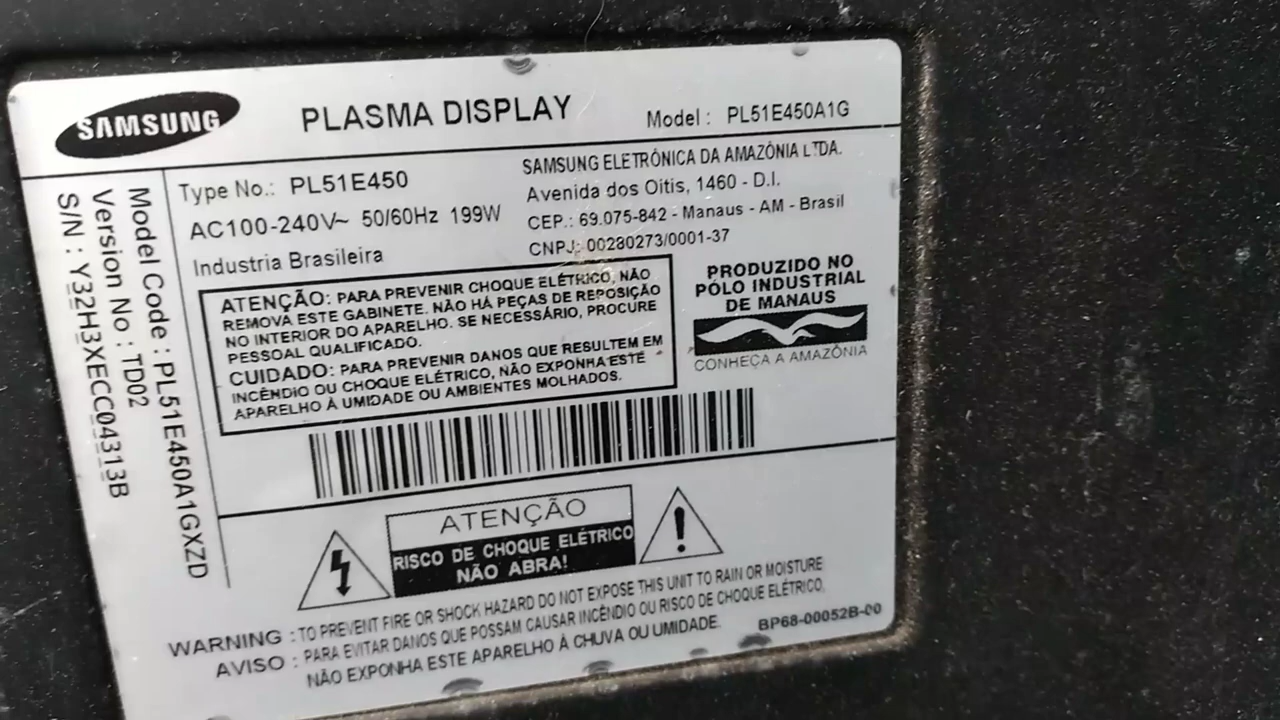 SAMSUNG
PLASMA DISPLAY
Model : PL51E450A1G
Type No.: PL51E450
AC100-240V~ 50/60Hz 199W
Industria Brasileira
SAMSUNG ELETRÔNICA DA AMAZÔNIA LTDA.
Avenida dos Oitis, 1460 - D.I.
CEP.: 69.075-842 - Manaus - AM - Brasil
CNPJ: 00280273/0001-37
Model Code : PL51E450A1GXZD
Version No : TD02
S/N : Y32H3XECC04313B
ATENÇÃO: PARA PREVENIR CHOQUE ELÉTRICO, NÃO
REMOVA ESTE GABINETE. NÃO HÁ PEÇAS DE REPOSIÇÃO
NO INTERIOR DO APARELHO. SE NECESSÁRIO, PROCURE
PESSOAL QUALIFICADO.
CUIDADO: PARA PREVENIR DANOS QUE RESULTEM EM
INCÊNDIO OU CHOQUE ELÉTRICO, NÃO EXPONHA ESTE
APARELHO À UMIDADE OU AMBIENTES MOLHADOS.
PRODUZIDO NO
PÓLO INDUSTRIAL
DE MANAUS
CONHEÇA A AMAZÔNIA
ATENÇÃO
RISCO DE CHOQUE ELÉTRICO
NÃO ABRA!
WARNING : TO PREVENT FIRE OR SHOCK HAZARD DO NOT EXPOSE THIS UNIT TO RAIN OR MOISTURE
AVISO : PARA EVITAR DANOS QUE POSSAM CAUSAR INCÊNDIO OU RISCO DE CHOQUE ELÉTRICO,
NÃO EXPONHA ESTE APARELHO À CHUVA OU UMIDADE.
BP68-00052B-00